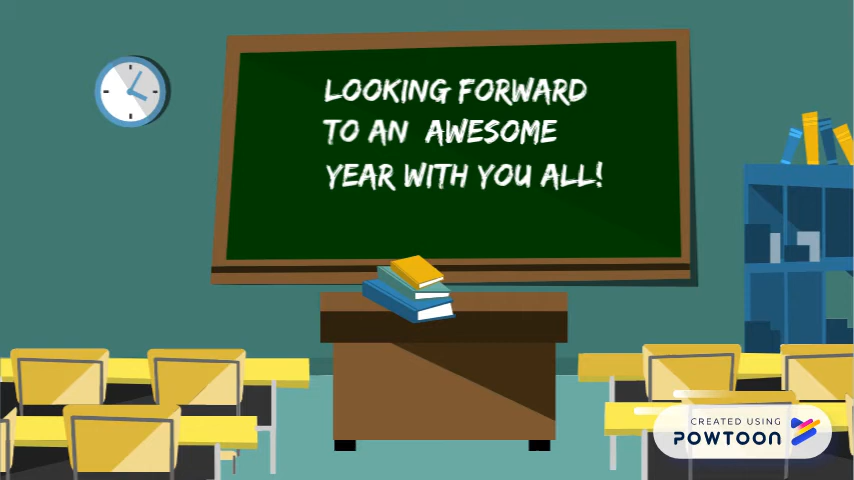 LOOKING FORWARD
TO AN AWESOME
YEAR WITH YOU ALL!
CREATED USING
POWTOON